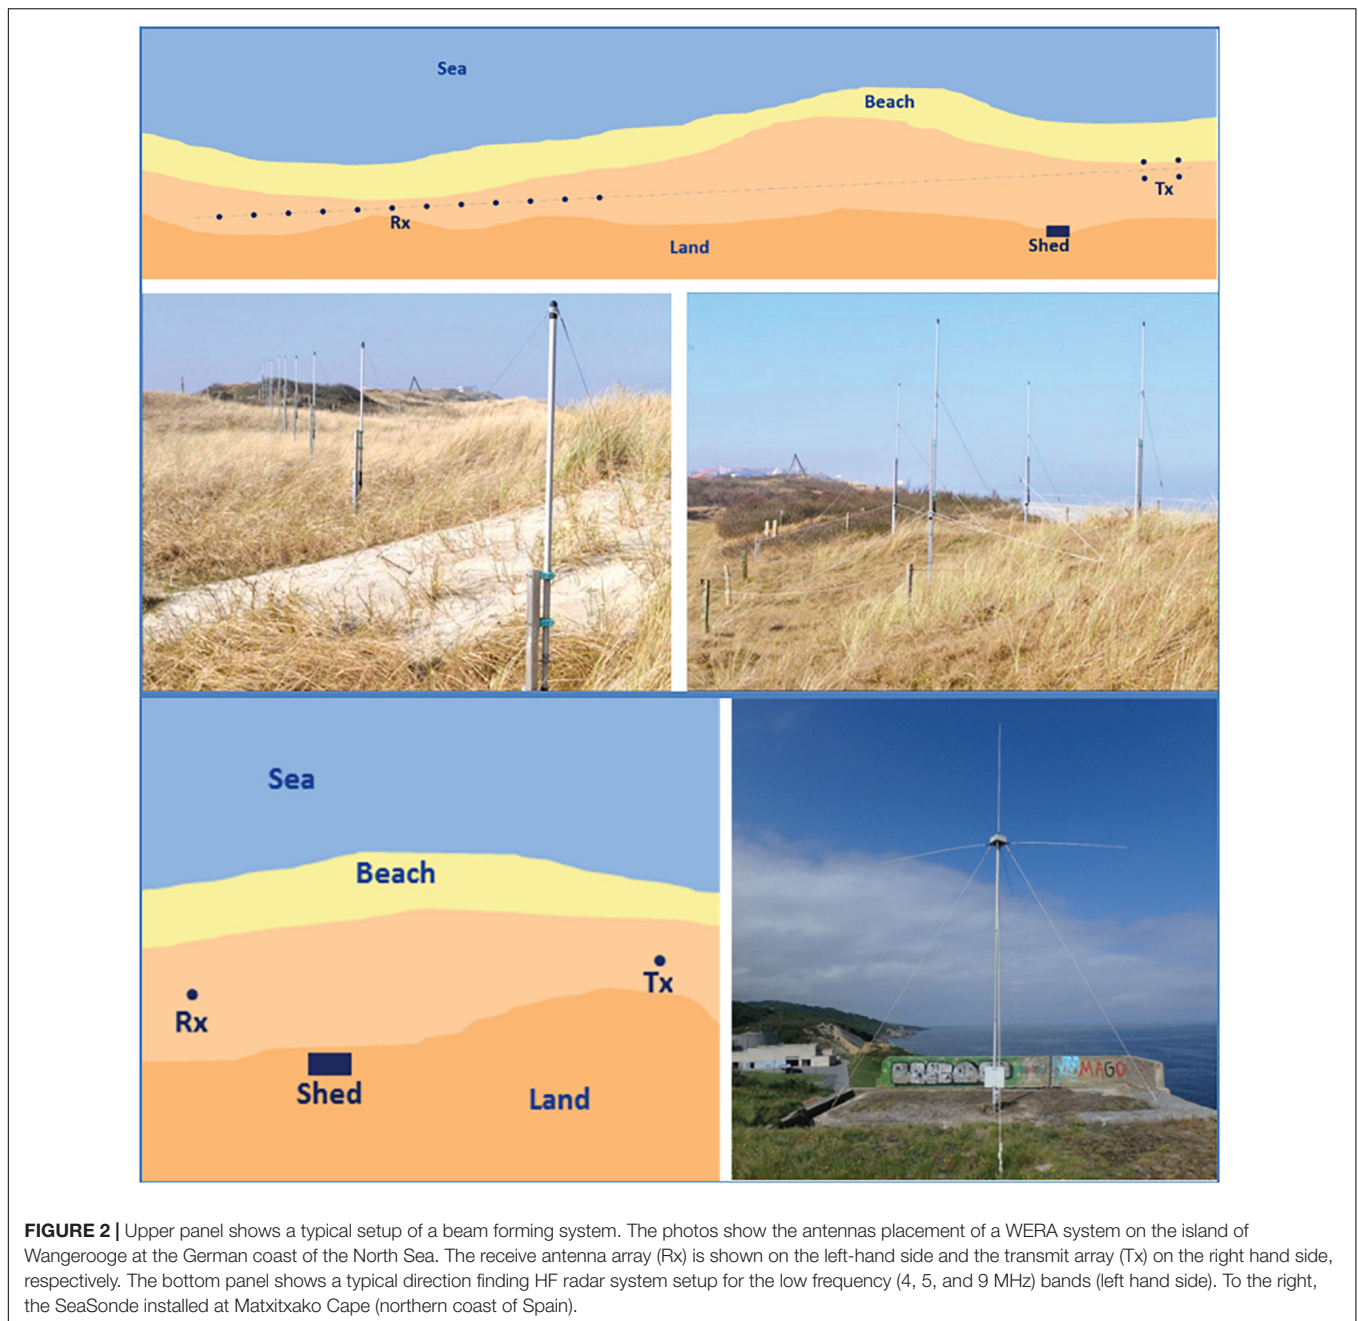 Sea
Beach
Rx
Tx
Land
Shed
Sea
Beach
Rx
Tx
Shed
Land
MAGO
FIGURE 2 | Upper panel shows a typical setup of a beam forming system. The photos show the antennas placement of a WERA system on the island of
Wangerooge at the German coast of the North Sea. The receive antenna array (Rx) is shown on the left-hand side and the transmit array (Tx) on the right hand side,
respectively. The bottom panel shows a typical direction finding HF radar system setup for the low frequency (4, 5, and 9 MHz) bands (left hand side). To the right,
the SeaSonde installed at Matxitxako Cape (northern coast of Spain).